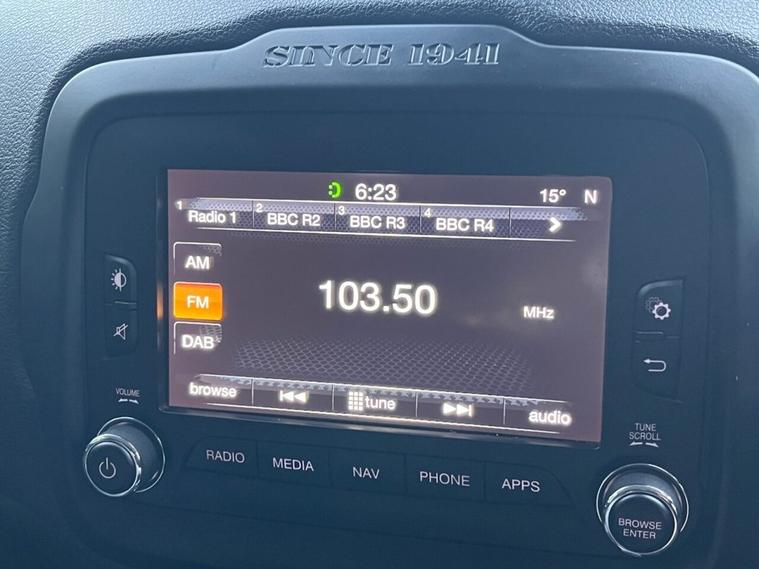 SINCE 1941
6:23 15° N
1 Radio 1 2 BBC R2 3 BBC R3 4 BBC R4
AM
FM
DAB
103.50 MHz
browse tune audio
VOLUME
TUNE
SCROLL
RADIO MEDIA NAV PHONE APPS
BROWSE
ENTER